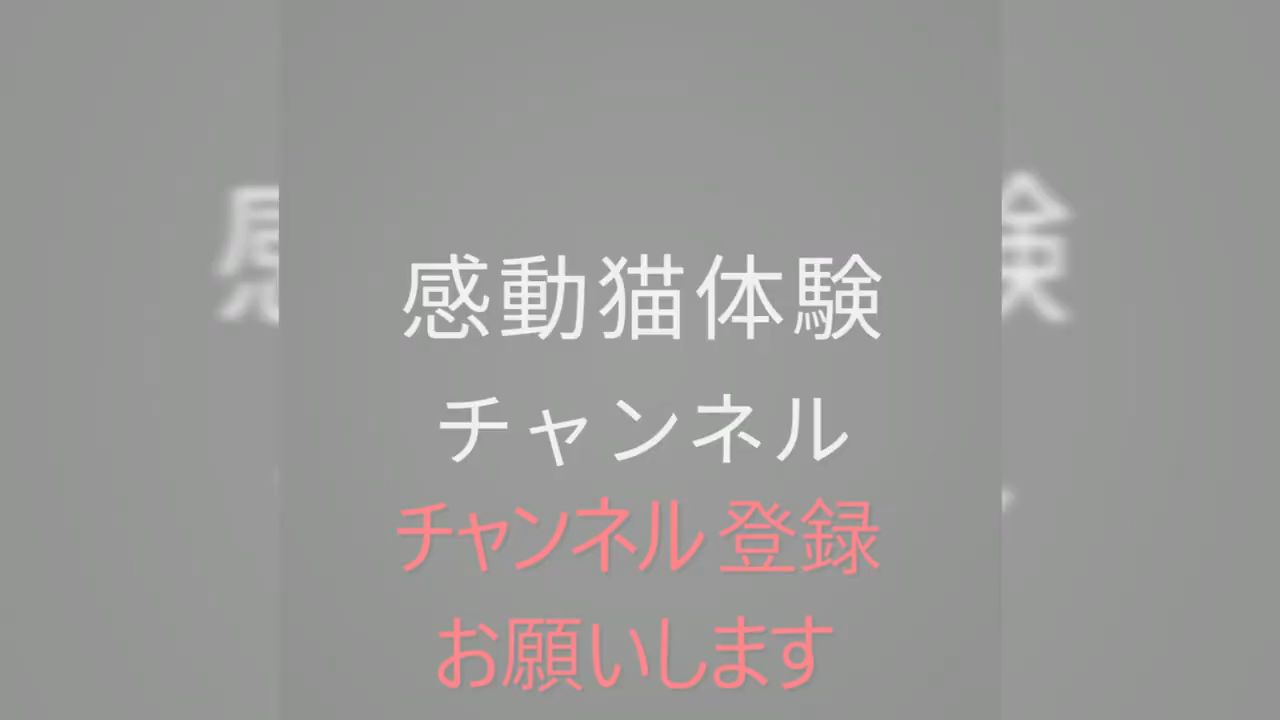 感動猫体験
チャンネル
チャンネル登録
お願いします